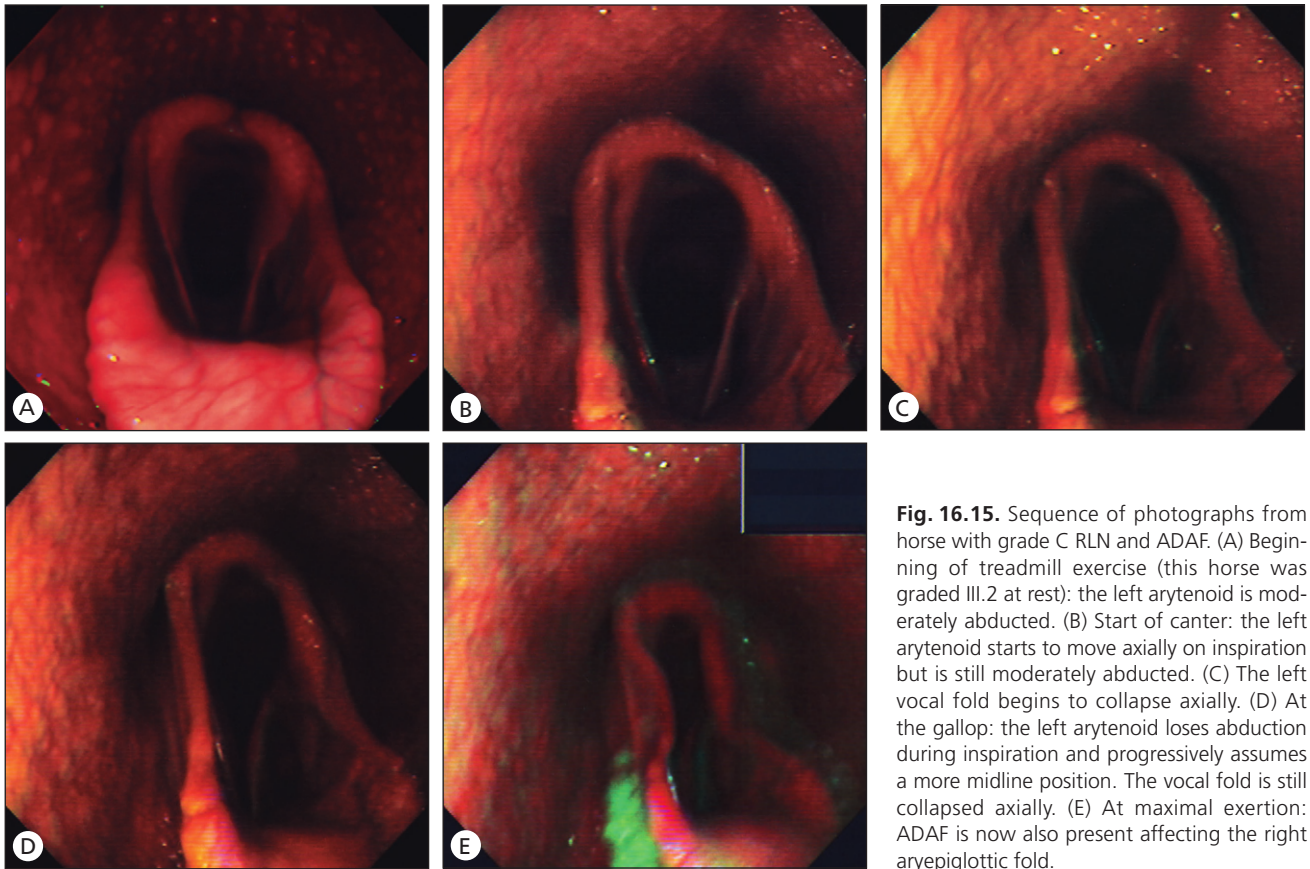 A
B
C
D
E
Fig. 16.15. Sequence of photographs from
horse with grade C RLN and ADAF. (A) Begin-
ning of treadmill exercise (this horse was
graded III.2 at rest): the left arytenoid is mod-
erately abducted. (B) Start of canter: the left
arytenoid starts to move axially on inspiration
but is still moderately abducted. (C) The left
vocal fold begins to collapse axially. (D) At
the gallop: the left arytenoid loses abduction
during inspiration and progressively assumes
a more midline position. The vocal fold is still
collapsed axially. (E) At maximal exertion:
ADAF is now also present affecting the right
aryepiglottic fold.